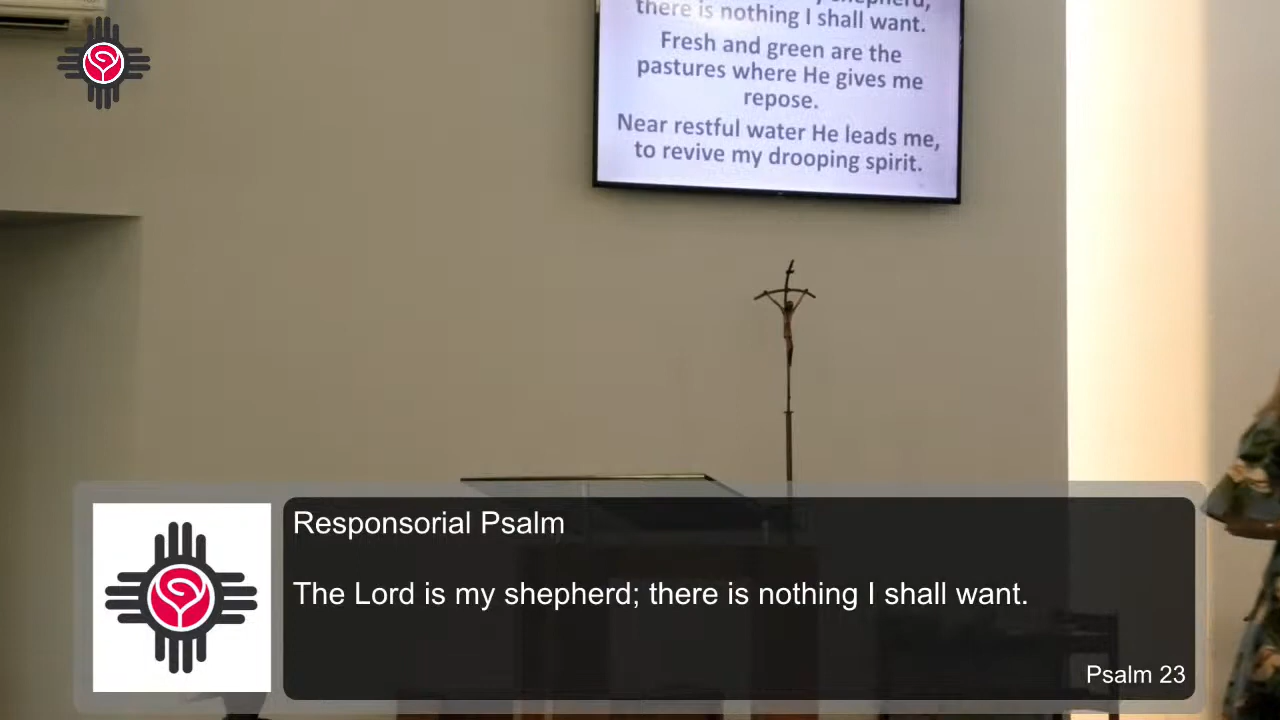 there is nothing I shall want.
Fresh and green are the
pastures where He gives me
repose.
Near restful water He leads me,
to revive my drooping spirit.
Responsorial Psalm
The Lord is my shepherd; there is nothing I shall want.
Psalm 23